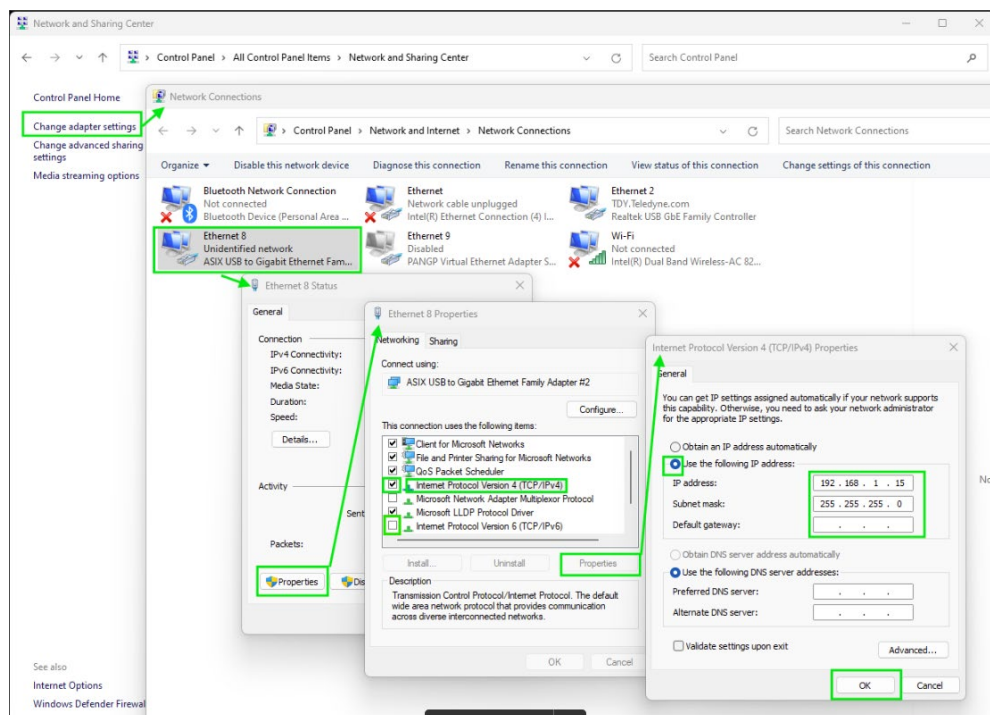 Network and Sharing Center
Control Panel > All Control Panel Items > Network and Sharing Center
Search Control Panel
Control Panel Home
Change adapter settings
Change advanced sharing
settings
Media streaming options
Network Connections
Control Panel > Network and Internet > Network Connections
Search Network Connections
Organize
Disable this network device
Diagnose this connection
Rename this connection
View status of this connection
Change settings of this connection
Bluetooth Network Connection
Not connected
Bluetooth Device (Personal Area ...
Ethernet
Network cable unplugged
Intel(R) Ethernet Connection (4) I...
Ethernet 2
TDY.Teledyne.com
Realtek USB GbE Family Controller
Ethernet 8
Unidentified network
ASIX USB to Gigabit Ethernet Fam...
Ethernet 9
Disabled
PANGP Virtual Ethernet Adapter S...
Wi-Fi
Not connected
Intel(R) Dual Band Wireless-AC 82...
Ethernet 8 Status
General
Connection
IPv4 Connectivity:
IPv6 Connectivity:
Media State:
Duration:
Speed:
Details...
Activity
Sent
Packets:
Properties
Dis
Ethernet 8 Properties
Networking
Sharing
Connect using:
ASIX USB to Gigabit Ethernet Family Adapter #2
Configure...
This connection uses the following items:
Client for Microsoft Networks
File and Printer Sharing for Microsoft Networks
QoS Packet Scheduler
Internet Protocol Version 4 (TCP/IPv4)
Microsoft Network Adapter Multiplexor Protocol
Microsoft LLDP Protocol Driver
Internet Protocol Version 6 (TCP/IPv6)
Install...
Uninstall
Properties
Description
Transmission Control Protocol/Internet Protocol. The default
wide area network protocol that provides communication
across diverse interconnected networks.
OK
Cancel
Internet Protocol Version 4 (TCP/IPv4) Properties
General
You can get IP settings assigned automatically if your network supports
this capability. Otherwise, you need to ask your network administrator
for the appropriate IP settings.
Obtain an IP address automatically
Use the following IP address:
IP address:
192 . 168 . 1 . 15
Subnet mask:
255 . 255 . 255 . 0
Default gateway:
. . .
Obtain DNS server address automatically
Use the following DNS server addresses:
Preferred DNS server:
. . .
Alternate DNS server:
. . .
Validate settings upon exit
Advanced...
OK
Cancel
No
See also
Internet Options
Windows Defender Firewal